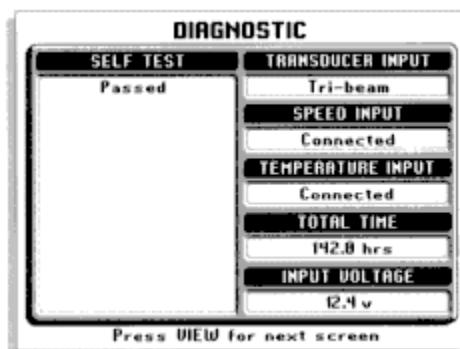 DIAGNOSTIC
SELF TEST
Passed
TRANSDUCER INPUT
Tri-beam
SPEED INPUT
Connected
TEMPERATURE INPUT
Connected
TOTAL TIME
142.0 hrs
INPUT VOLTAGE
12.4 v
Press VIEW for next screen